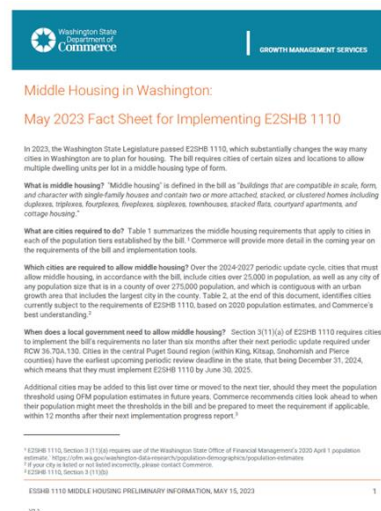 Washington State
Department of
Commerce
GROWTH MANAGEMENT SERVICES
Middle Housing in Washington:
May 2023 Fact Sheet for Implementing E2SHB 1110
In 2023, the Washington State Legislature passed E2SHB 1110, which substantially changes the way many
cities in Washington are to plan for housing. The bill requires cities of certain sizes and locations to allow
multiple dwelling units per lot in a middle housing type of form.
What is middle housing? "Middle housing" is defined in the bill as "buildings that are compatible in scale, form,
and character with single-family houses and contain two or more attached, stacked, or clustered homes including
duplexes, triplexes, fourplexes, fiveplexes, sixplexes, townhouses, stacked flats, courtyard apartments, and
cottage housing."
What are cities required to do? Table 1 summarizes the middle housing requirements that apply to cities in
each of the population tiers established by the bill. ¹ Commerce will provide more detail in the coming year on
the requirements of the bill and implementation tools.
Which cities are required to allow middle housing? Over the 2024-2027 periodic update cycle, cities that must
allow middle housing, in accordance with the bill, include cities over 25,000 in population, as well as any city of
any population size that is in a county of over 275,000 population, and which is contiguous with an urban
growth area that includes the largest city in the county. Table 2, at the end of this document, identifies cities
currently subject to the requirements of E2SHB 1110, based on 2020 population estimates, and Commerce's
best understanding.²
When does a local government need to allow middle housing? Section 3(11)(a) of E2SHB 1110 requires cities
to implement the bill's requirements no later than six months after their next periodic update required under
RCW 36.70A.130. Cities in the central Puget Sound region (within King, Kitsap, Snohomish and Pierce
counties) have the earliest upcoming periodic review deadline in the state, that being December 31, 2024,
which means that they must implement E2SHB 1110 by June 30, 2025.
Additional cities may be added to this list over time or moved to the next tier, should they meet the population
threshold using OFM population estimates in future years. Commerce recommends cities look ahead to when
their population might meet the thresholds in the bill and be prepared to meet the requirement if applicable,
within 12 months after their next implementation progress report.³
¹ E2SHB 1110, Section 3 (11)(a) requires use of the Washington State Office of Financial Management's 2020 April 1 population
estimate. https://ofm.wa.gov/washington-data-research/population-demographics/population-estimates
² If your city is listed or not listed incorrectly, please contact Commerce.
³ E2SHB 1110, Section 3 (11)(b)
ESSHB 1110 MIDDLE HOUSING PRELIMINARY INFORMATION, MAY 15, 2023 1